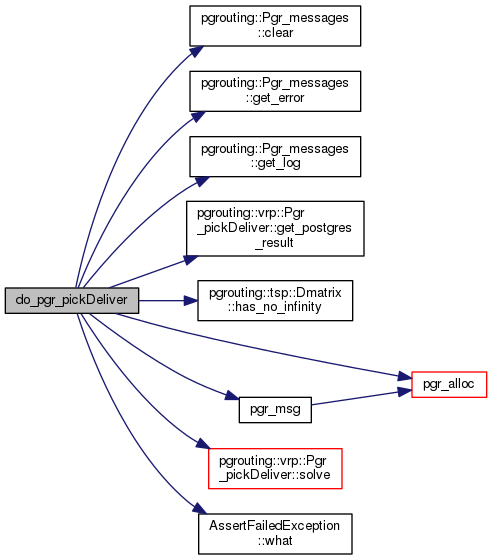 pgrouting::Pgr_messages
::clear
pgrouting::Pgr_messages
::get_error
pgrouting::Pgr_messages
::get_log
pgrouting::vrp::Pgr
_pickDeliver::get_postgres
_result
do_pgr_pickDeliver
pgrouting::tsp::Dmatrix
::has_no_infinity
pgr_alloc
pgr_msg
pgrouting::vrp::Pgr
_pickDeliver::solve
AssertFailedException
::what